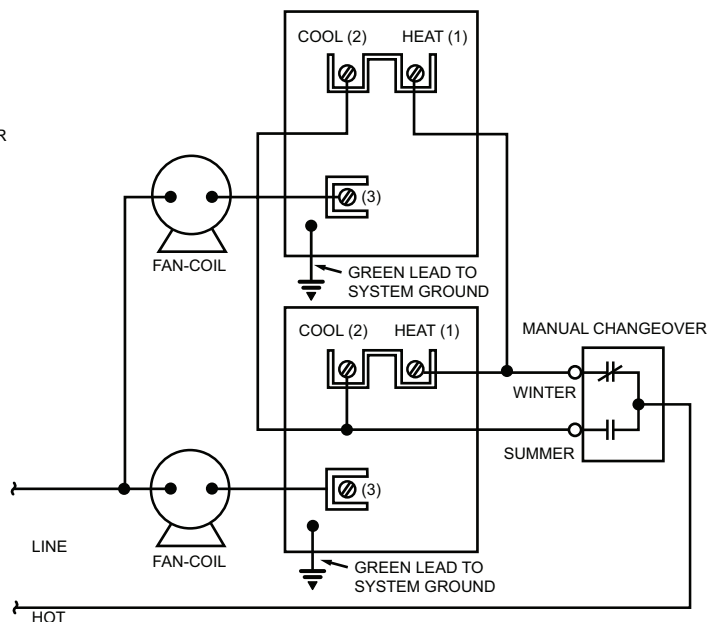 COOL (2) HEAT (1)
R
(3)
FAN-COIL
GREEN LEAD TO
SYSTEM GROUND
COOL (2) HEAT (1)
MANUAL CHANGEOVER
WINTER
SUMMER
(3)
LINE
FAN-COIL
GREEN LEAD TO
SYSTEM GROUND
HOT